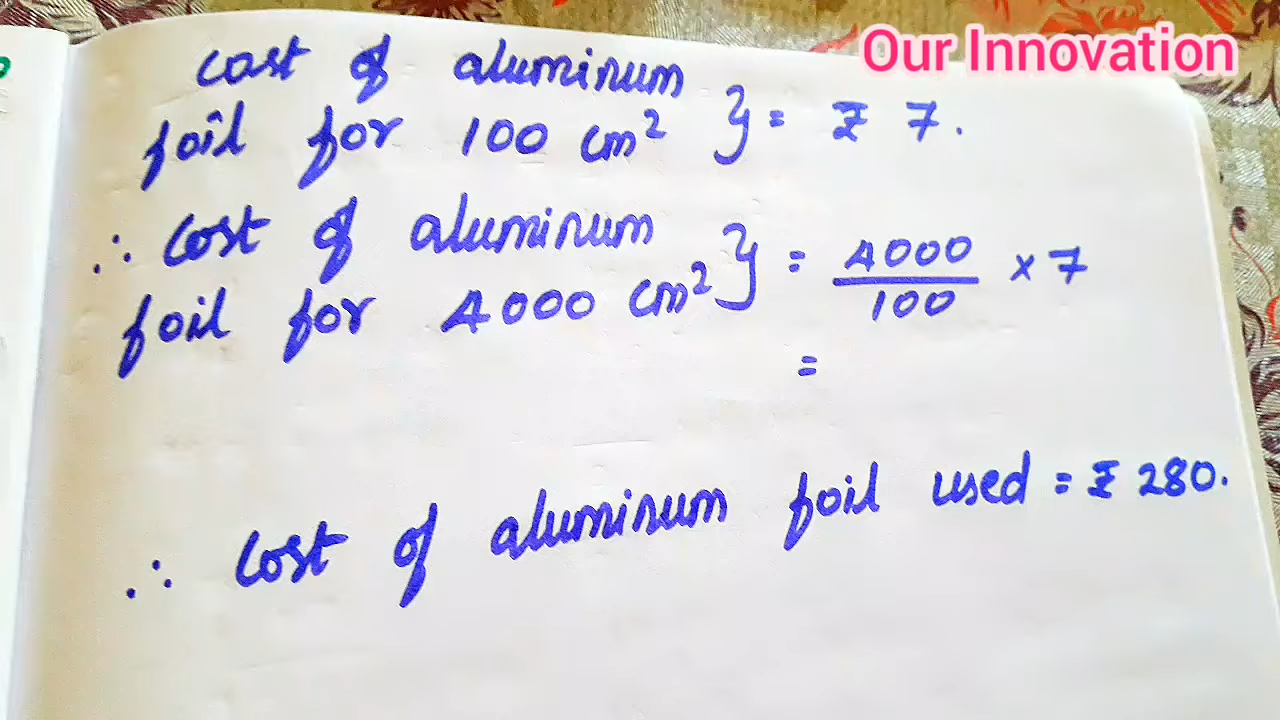 Our Innovation
cost of aluminum
foil for 100 cm² } = ₹ 7.
∴ cost of aluminum
foil for 4000 cm² } = 4000/100 × 7
=
∴ cost of aluminum foil used = ₹ 280.